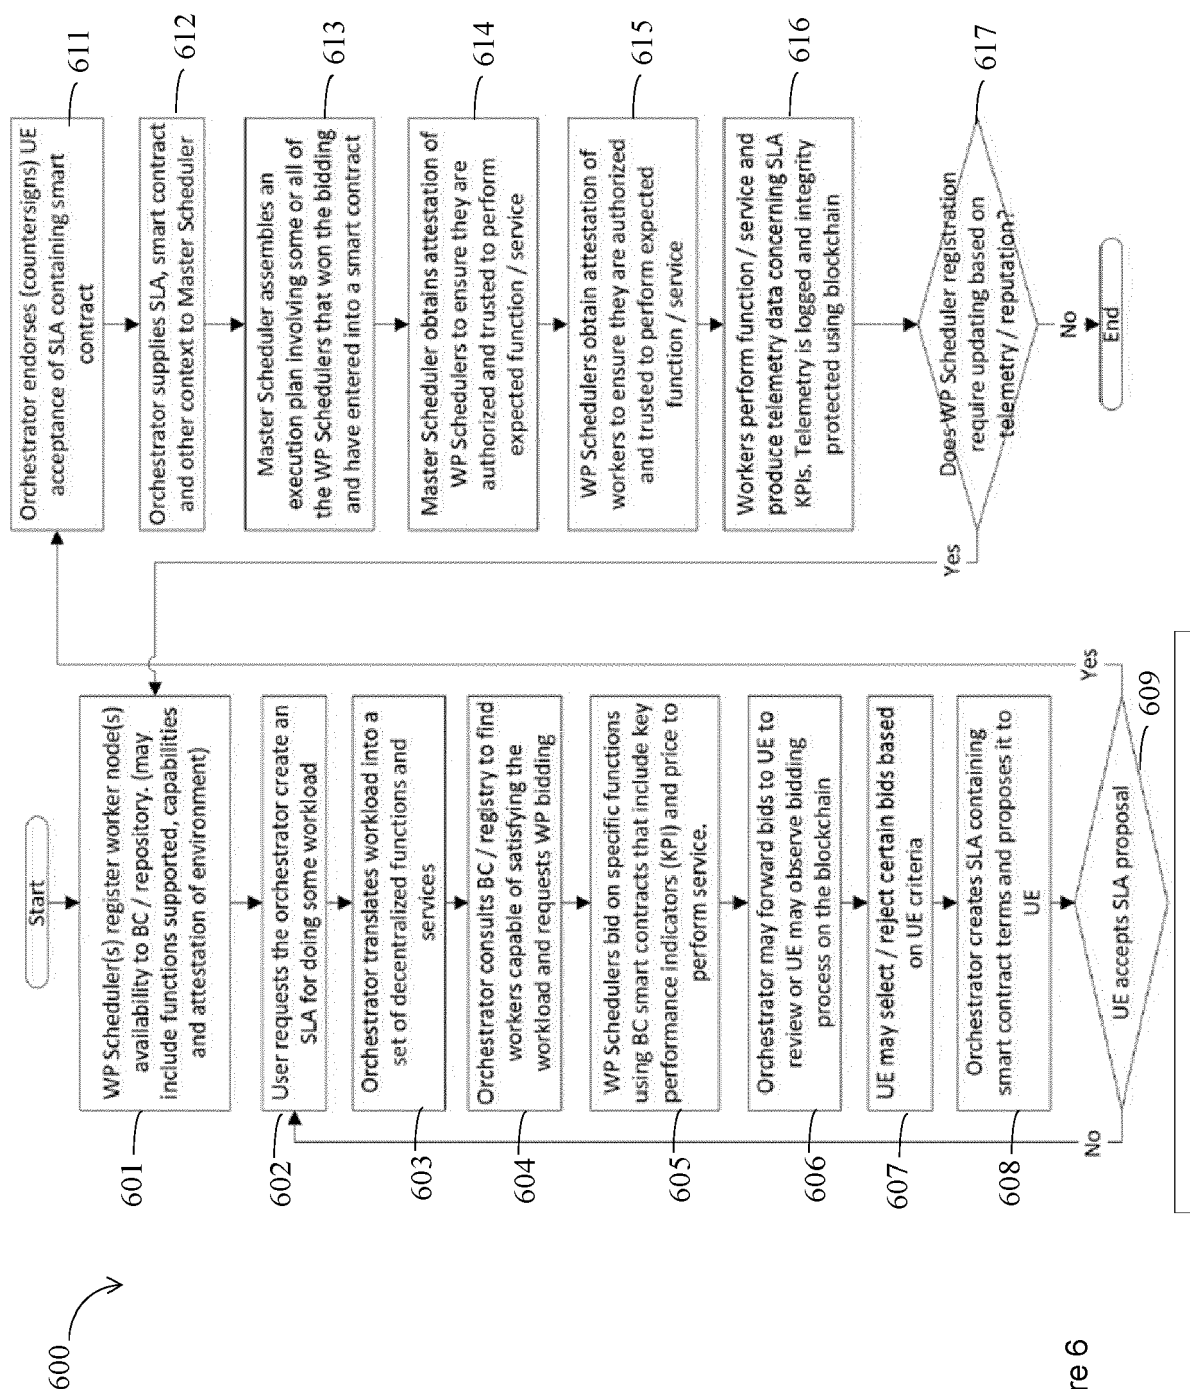 600
Start
WP Scheduler(s) register worker node(s)
availability to BC / repository. (may
include functions supported, capabilities
and attestation of environment)
601
User requests the orchestrator create an
SLA for doing some workload
602
Orchestrator translates workload into a
set of decentralized functions and
services
603
Orchestrator consults BC / registry to find
workers capable of satisfying the
workload and requests WP bidding
604
WP Schedulers bid on specific functions
using BC smart contracts that include key
performance indicators (KPI) and price to
perform service.
605
Orchestrator may forward bids to UE to
review or UE may observe bidding
process on the blockchain
606
UE may select / reject certain bids based
on UE criteria
607
Orchestrator creates SLA containing
smart contract terms and proposes it to
UE
608
UE accepts SLA proposal
609
No
Yes
Orchestrator endorses (countersigns) UE
acceptance of SLA containing smart
contract
611
Orchestrator supplies SLA, smart contract
and other context to Master Scheduler
612
Master Scheduler assembles an
execution plan involving some or all of
the WP Schedulers that won the bidding
and have entered into a smart contract
613
Master Scheduler obtains attestation of
WP Schedulers to ensure they are
authorized and trusted to perform
expected function / service
614
WP Schedulers obtain attestation of
workers to ensure they are authorized
and trusted to perform expected
function / service
615
Workers perform function / service and
produce telemetry data concerning SLA
KPIs. Telemetry is logged and integrity
protected using blockchain
616
Does WP Scheduler registration
require updating based on
telemetry / reputation?
617
Yes
No
End
re 6